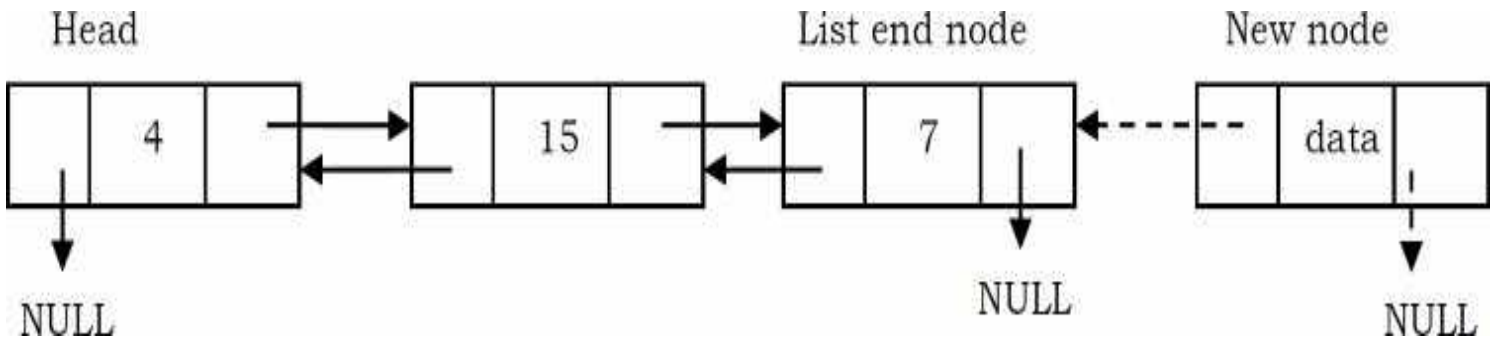 Head List end node New node
4 15 7 data
NULL NULL NULL